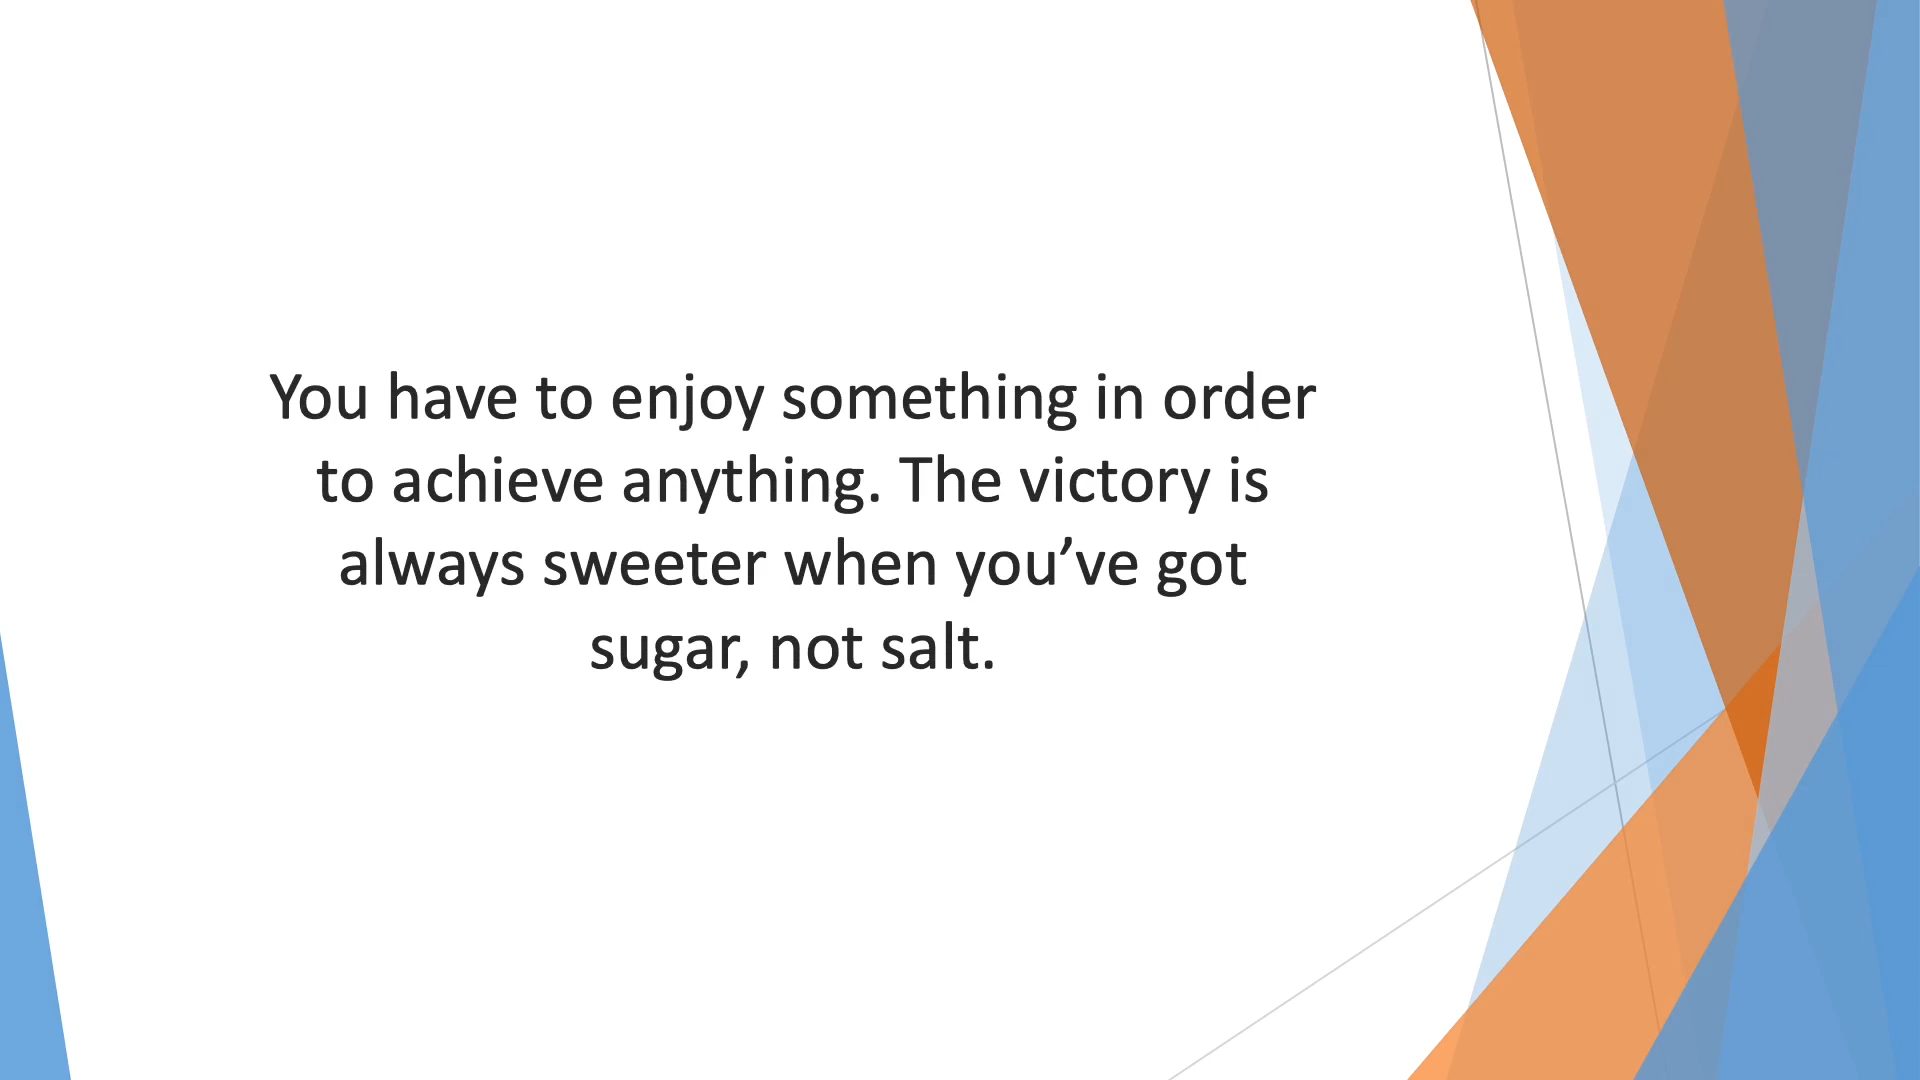 You have to enjoy something in order
to achieve anything. The victory is
always sweeter when you’ve got
sugar, not salt.